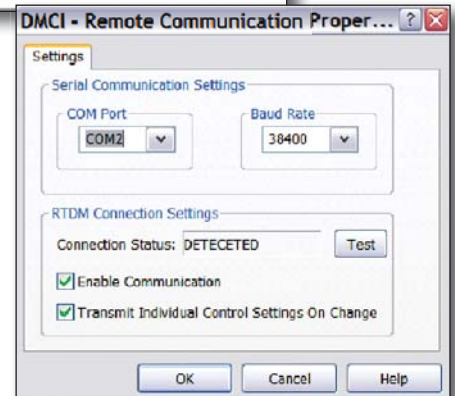 DMCI - Remote Communication Proper...
Settings
Serial Communication Settings
COM Port
Baud Rate
COM2
38400
RTDM Connection Settings
Connection Status: DETECETED
Test
Enable Communication
Transmit Individual Control Settings On Change
OK
Cancel
Help